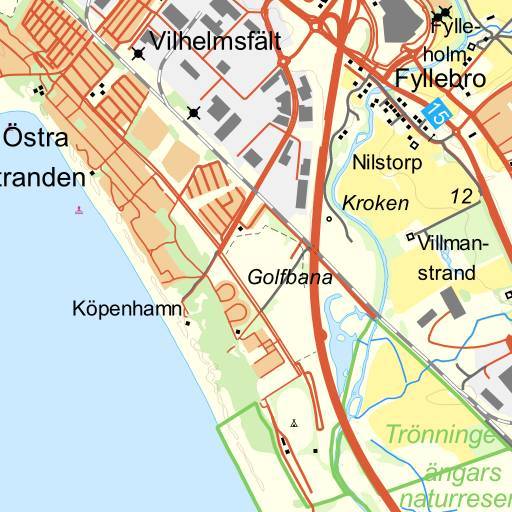 Fylle-
holm
Vilhelmsfält
Fyllebro
15
Östra
tranden
Nilstorp
Kroken
12
Villman-
strand
Golfbana
Köpenhamn
Trönninge
ängars
naturreser